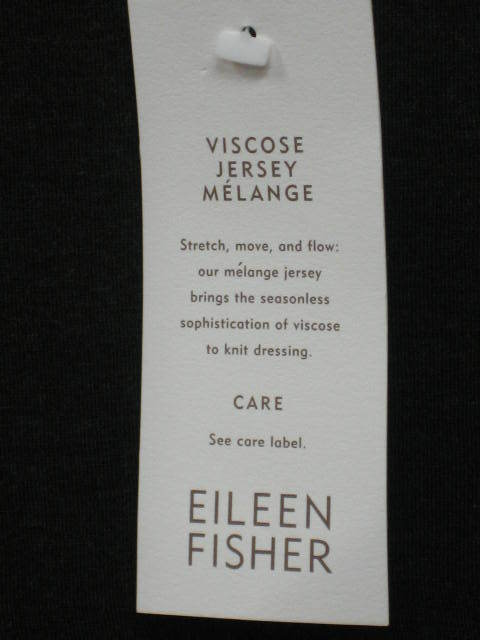 VISCOSE
JERSEY
MÉLANGE
Stretch, move, and flow:
our mélange jersey
brings the seasonless
sophistication of viscose
to knit dressing.
CARE
See care label.
EILEEN
FISHER